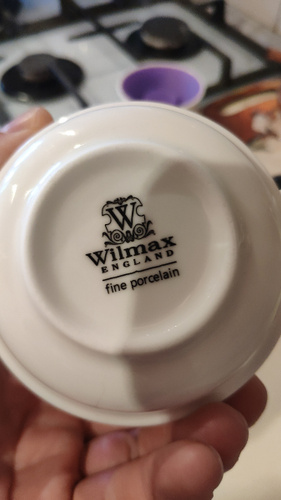 W
Wilmax
ENGLAND
fine porcelain